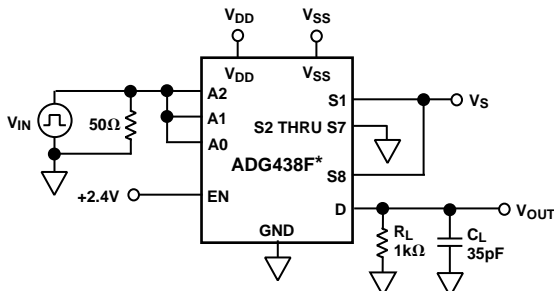 VDD VSS
VDD VSS
A2 S1 VS
A1 S2 THRU S7
VIN 50Ω A0
ADG438F* S8
+2.4V EN D VOUT
GND RL CL
1kΩ 35pF